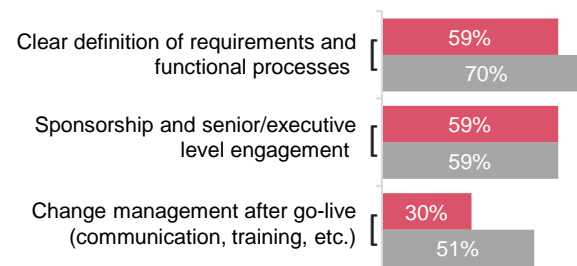 59%
Clear definition of requirements and
functional processes
70%
59%
Sponsorship and senior/executive
level engagement
59%
30%
Change management after go-live
(communication, training, etc.)
51%